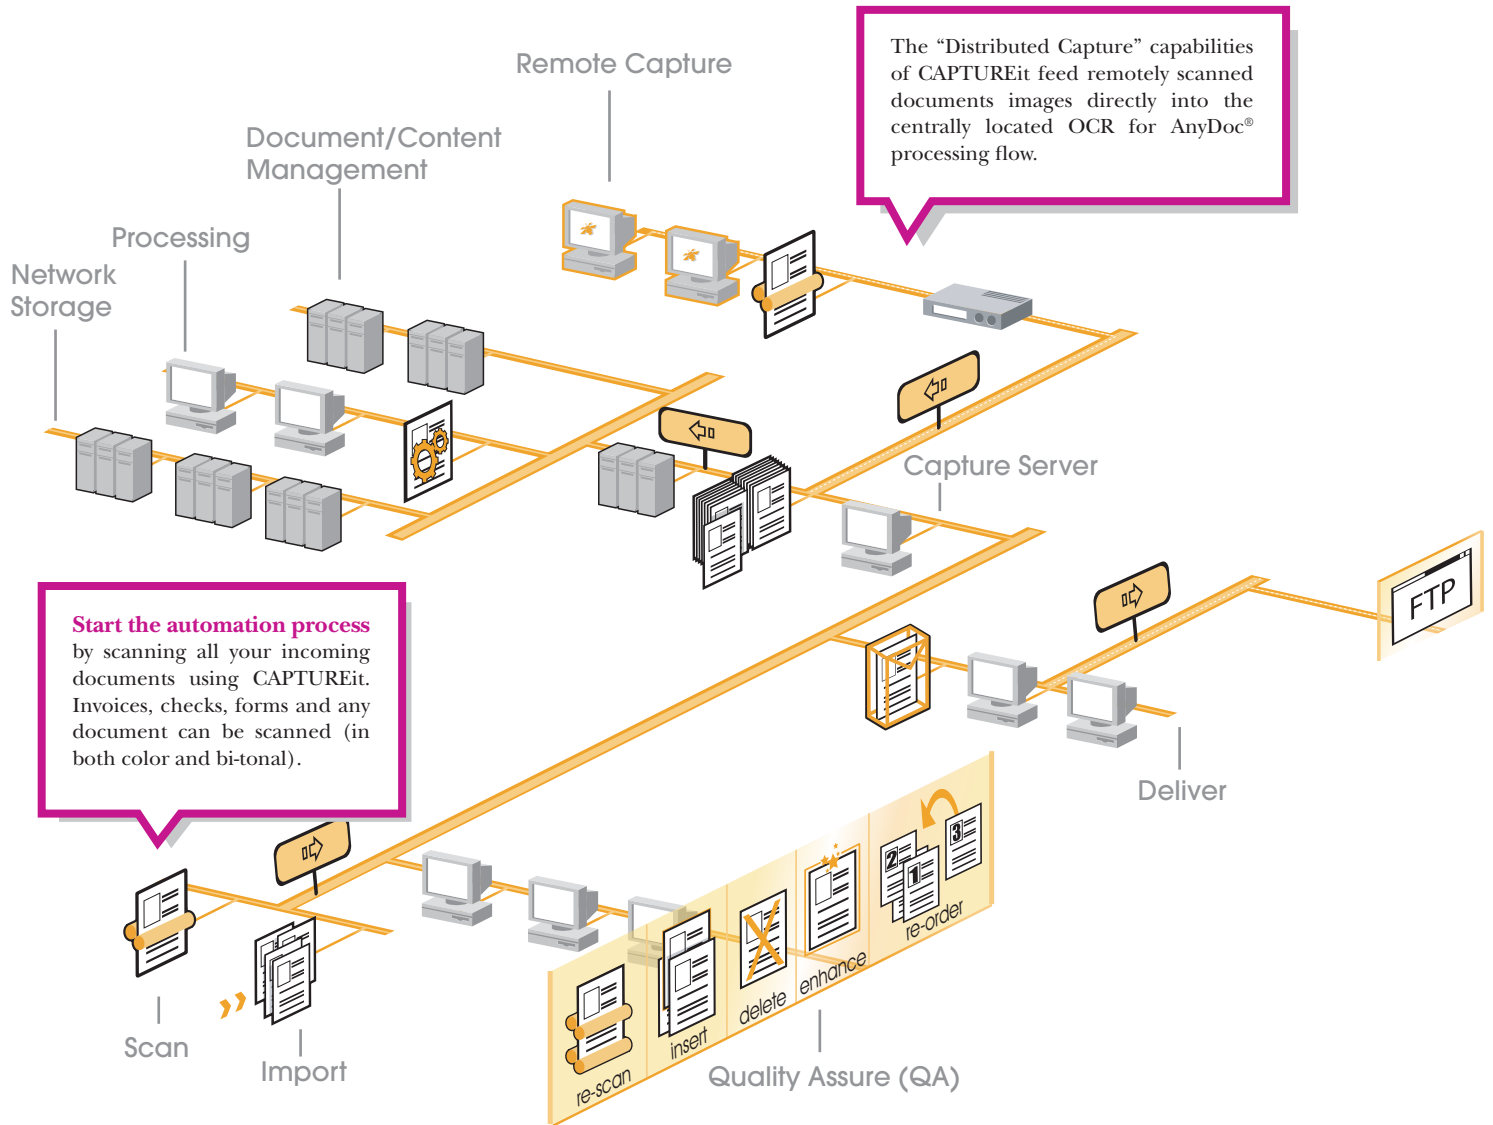 The “Distributed Capture” capabilities
of CAPTUREit feed remotely scanned
documents images directly into the
centrally located OCR for AnyDoc®
processing flow.
Remote Capture
Document/Content
Management
Processing
Network
Storage
Capture Server
FTP
Start the automation process
by scanning all your incoming
documents using CAPTUREit.
Invoices, checks, forms and any
document can be scanned (in
both color and bi-tonal).
Deliver
2
1
3
re-order
enhance
delete
insert
re-scan
Scan
Import
Quality Assure (QA)